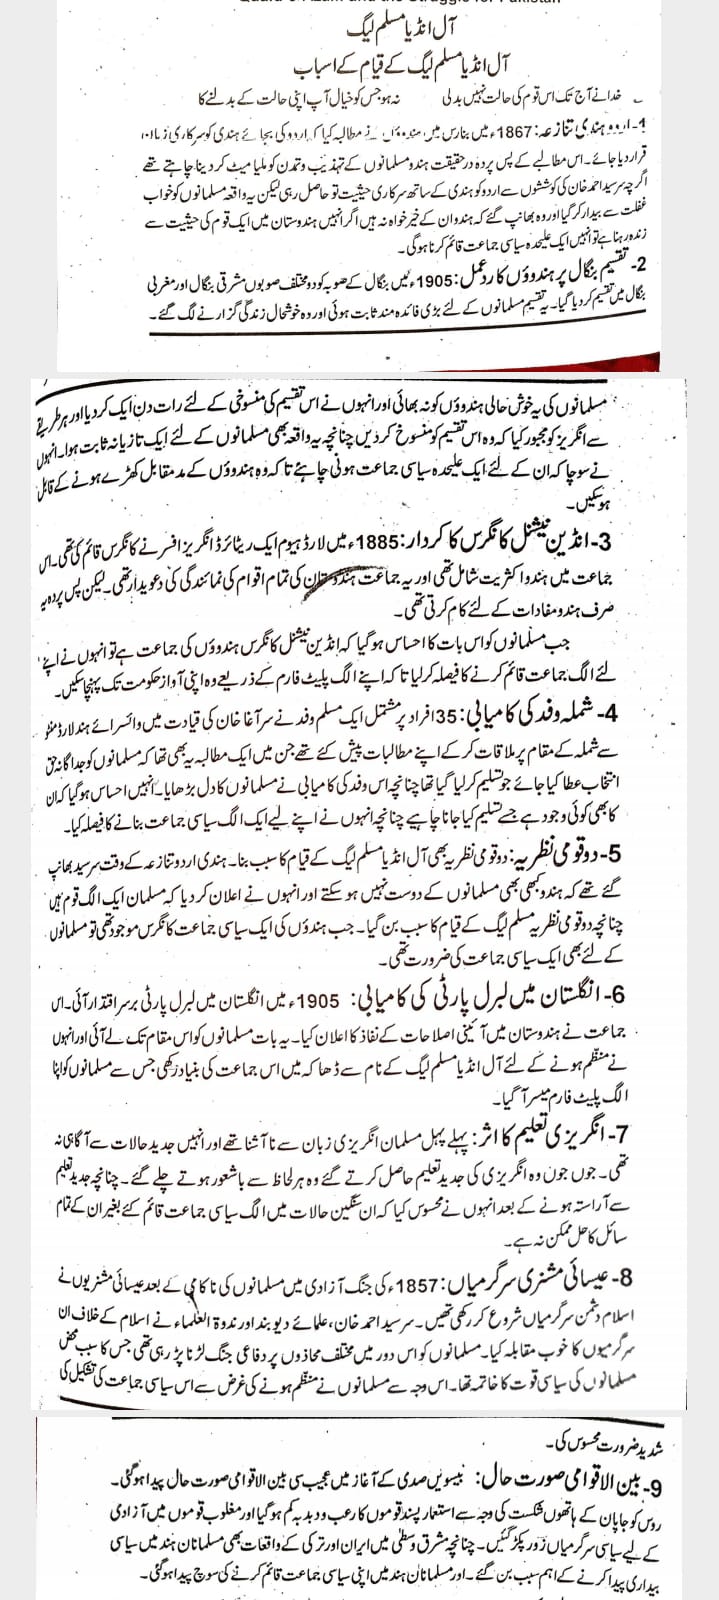 Quaid-e-Azam and the Struggle for Pakistan
آل انڈیا مسلم لیگ
آل انڈیا مسلم لیگ کے قیام کے اسباب
؎ خدا نے آج تک اس قوم کی حالت نہیں بدلی نہ ہو جس کو خیال آپ اپنی حالت کے بدلنے کا
1- اردو ہندی تنازعہ: 1867ء میں بنارس میں ہندوؤں نے مطالبہ کیا کہ اردو کی بجائے ہندی کو سرکاری زبان
قرار دیا جائے۔ اس مطالبے کے پس پردہ درحقیقت ہندو مسلمانوں کے تہذیب و تمدن کو ملیا میٹ کر دینا چاہتے تھے
اگرچہ سرسید احمد خان کی کوششوں سے اردو کو ہندی کے ساتھ سرکاری حیثیت تو حاصل رہی لیکن یہ واقعہ مسلمانوں کو خواب
غفلت سے بیدار کر گیا اور وہ بھانپ گئے کہ ہندو ان کے خیر خواہ نہ ہیں اگر انہیں ہندوستان میں ایک قوم کی حیثیت سے
زندہ رہنا ہے تو انہیں ایک علیحدہ سیاسی جماعت قائم کرنا ہوگی۔
2- تقسیم بنگال پر ہندوؤں کا ردعمل: 1905ء میں بنگال کے صوبہ کو دو مختلف صوبوں مشرقی بنگال اور مغربی
بنگال میں تقسیم کر دیا گیا۔ یہ تقسیم مسلمانوں کے لئے بڑی فائدہ مند ثابت ہوئی اور وہ خوشحال زندگی گزارنے لگ گئے۔
مسلمانوں کی یہ خوش حالی ہندوؤں کو نہ بھائی اور انہوں نے اس تقسیم کی منسوخی کے لئے رات دن ایک کر دیا اور ہر طریقے
سے انگریز کو مجبور کیا کہ وہ اس تقسیم کو منسوخ کر دیں چنانچہ یہ واقعہ بھی مسلمانوں کے لئے ایک تازیانہ ثابت ہوا۔ انہوں
نے سوچا کہ ان کے لئے ایک علیحدہ سیاسی جماعت ہونی چاہئے تاکہ وہ ہندوؤں کے مدمقابل کھڑے ہونے کے قابل
ہو سکیں۔
3- انڈین نیشنل کانگرس کا کردار: 1885ء میں لارڈ ہیوم ایک ریٹائرڈ انگریز افسر نے کانگرس قائم کی تھی۔ اس
جماعت میں ہندو اکثریت شامل تھی اور یہ جماعت ہندوستان کی تمام اقوام کی نمائندگی کی دعویدار تھی۔ لیکن پس پردہ یہ
صرف ہندو مفادات کے لئے کام کرتی تھی۔
جب مسلمانوں کو اس بات کا احساس ہو گیا کہ انڈین نیشنل کانگرس ہندوؤں کی جماعت ہے تو انہوں نے اپنے
لئے الگ جماعت قائم کرنے کا فیصلہ کر لیا تاکہ اپنے الگ پلیٹ فارم کے ذریعے وہ اپنی آواز حکومت تک پہنچا سکیں۔
4- شملہ وفد کی کامیابی: 35 افراد پر مشتمل ایک مسلم وفد نے سر آغا خان کی قیادت میں وائسرائے ہند لارڈ منٹو
سے شملہ کے مقام پر ملاقات کر کے اپنے مطالبات پیش کئے تھے جن میں ایک مطالبہ یہ بھی تھا کہ مسلمانوں کو جداگانہ حق
انتخاب عطا کیا جائے جو تسلیم کر لیا گیا تھا چنانچہ اس وفد کی کامیابی نے مسلمانوں کا دل بڑھایا۔ انہیں احساس ہو گیا کہ ان
کا بھی کوئی وجود ہے جسے تسلیم کیا جانا چاہیے چنانچہ انہوں نے اپنے لیے ایک الگ سیاسی جماعت بنانے کا فیصلہ کیا۔
5- دو قومی نظریہ: دو قومی نظریہ بھی آل انڈیا مسلم لیگ کے قیام کا سبب بنا۔ ہندی اردو تنازعہ کے وقت سرسید بھانپ
گئے تھے کہ ہندو کبھی بھی مسلمانوں کے دوست نہیں ہو سکتے اور انہوں نے اعلان کر دیا کہ مسلمان ایک الگ قوم ہیں
چنانچہ دو قومی نظریہ مسلم لیگ کے قیام کا سبب بن گیا۔ جب ہندوؤں کی ایک سیاسی جماعت کانگرس موجود تھی تو مسلمانوں
کے لئے بھی ایک سیاسی جماعت کی ضرورت تھی۔
6- انگلستان میں لبرل پارٹی کی کامیابی: 1905ء میں انگلستان میں لبرل پارٹی برسر اقتدار آئی۔ اس
جماعت نے ہندوستان میں آئینی اصلاحات کے نفاذ کا اعلان کیا۔ یہ بات مسلمانوں کو اس مقام تک لے آئی اور انہوں
نے منظم ہونے کے لئے آل انڈیا مسلم لیگ کے نام سے ڈھاکہ میں اس جماعت کی بنیاد رکھی جس سے مسلمانوں کو اپنا
الگ پلیٹ فارم میسر آ گیا۔
7- انگریزی تعلیم کا اثر: پہلے پہل مسلمان انگریزی زبان سے نا آشنا تھے اور انہیں جدید حالات سے آگاہی نہ
تھی۔ جوں جوں وہ انگریزی کی جدید تعلیم حاصل کرتے گئے وہ ہر لحاظ سے باشعور ہوتے چلے گئے۔ چنانچہ جدید تعلیم
سے آراستہ ہونے کے بعد انہوں نے محسوس کیا کہ ان سنگین حالات میں الگ سیاسی جماعت قائم کئے بغیر ان کے تمام
مسائل کا حل ممکن نہ ہے۔
8- عیسائی مشنری سرگرمیاں: 1857ء کی جنگ آزادی میں مسلمانوں کی ناکامی کے بعد عیسائی مشنریوں نے
اسلام دشمن سرگرمیاں شروع کر رکھی تھیں۔ سرسید احمد خان، علمائے دیوبند اور ندوۃ العلماء نے اسلام کے خلاف ان
سرگرمیوں کا خوب مقابلہ کیا۔ مسلمانوں کو اس دور میں مختلف محاذوں پر دفاعی جنگ لڑنا پڑ رہی تھی جس کا سبب محض
مسلمانوں کی سیاسی قوت کا خاتمہ تھا۔ اس وجہ سے مسلمانوں نے منظم ہونے کی غرض سے اس سیاسی جماعت کی تشکیل کی
شدید ضرورت محسوس کی۔
9- بین الاقوامی صورت حال: بیسویں صدی کے آغاز میں عجیب سی بین الاقوامی صورت حال پیدا ہو گئی۔
روس کو جاپان کے ہاتھوں شکست کی وجہ سے استعمار پسند قوموں کا رعب و دبدبہ کم ہو گیا اور مغلوب قوموں میں آزادی
کے لیے سیاسی سرگرمیاں زور پکڑ گئیں۔ چنانچہ مشرق وسطیٰ میں ایران اور ترکی کے واقعات بھی مسلمانان ہند میں سیاسی
بیداری پیدا کرنے کے اہم سبب بن گئے۔ اور مسلمانان ہند میں اپنی سیاسی جماعت قائم کرنے کی سوچ پیدا ہو گئی۔